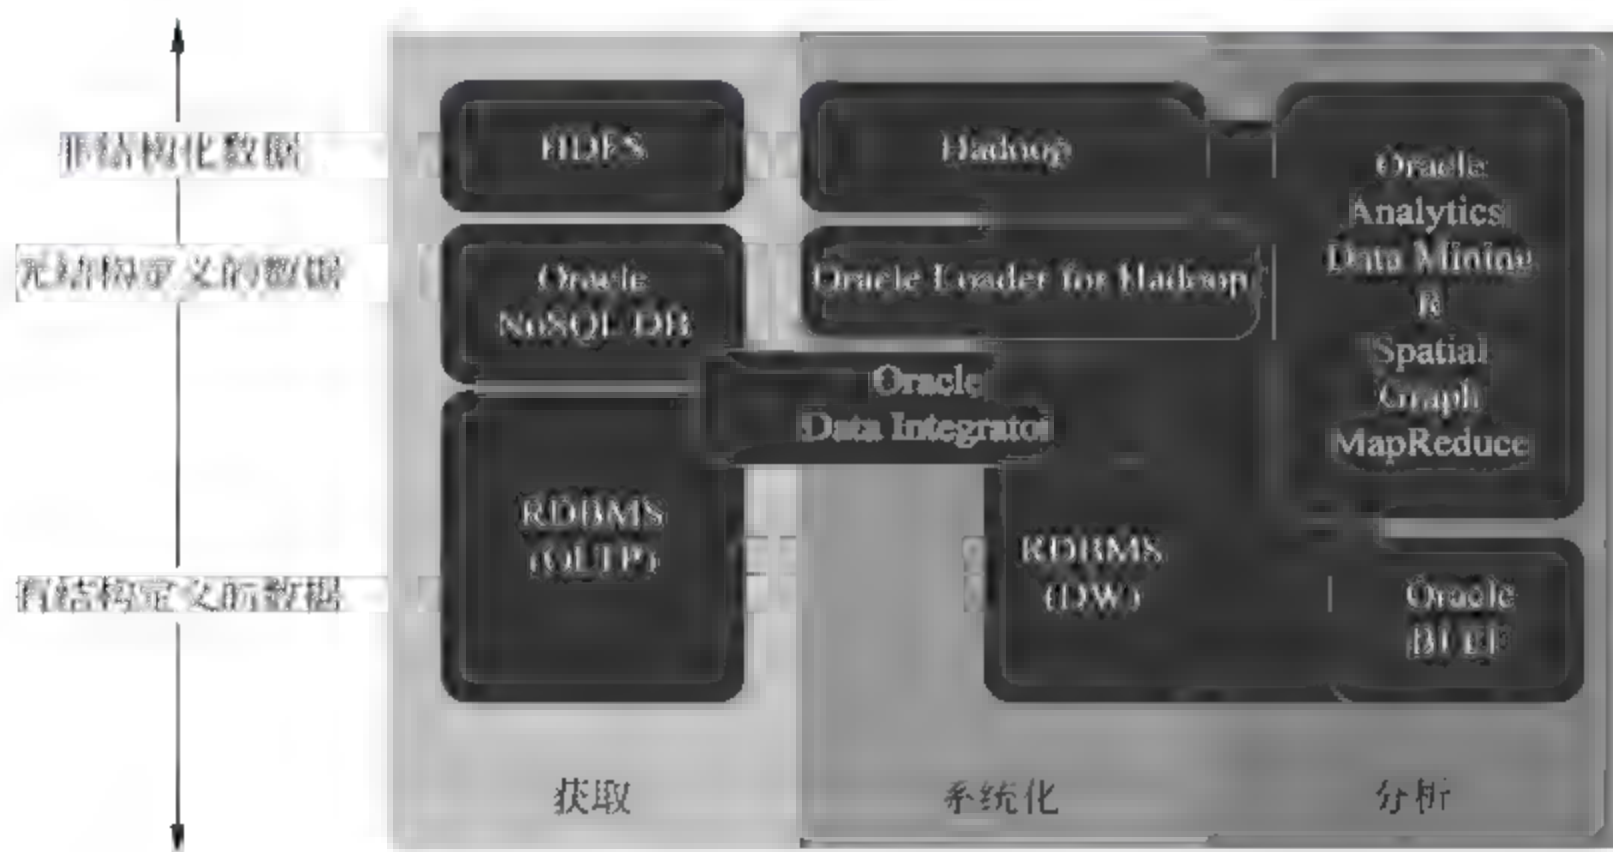 非结构化数据
HDFS
Hadoop
Oracle
Analytics
Data Mining
R
Spatial
Graph
MapReduce
无结构定义的数据
Oracle
NoSQL DB
Oracle Loader for Hadoop
Oracle
Data Integrator
RDBMS
(OLTP)
RDBMS
(DW)
有结构定义的数据
Oracle
BI EE
获取
系统化
分析